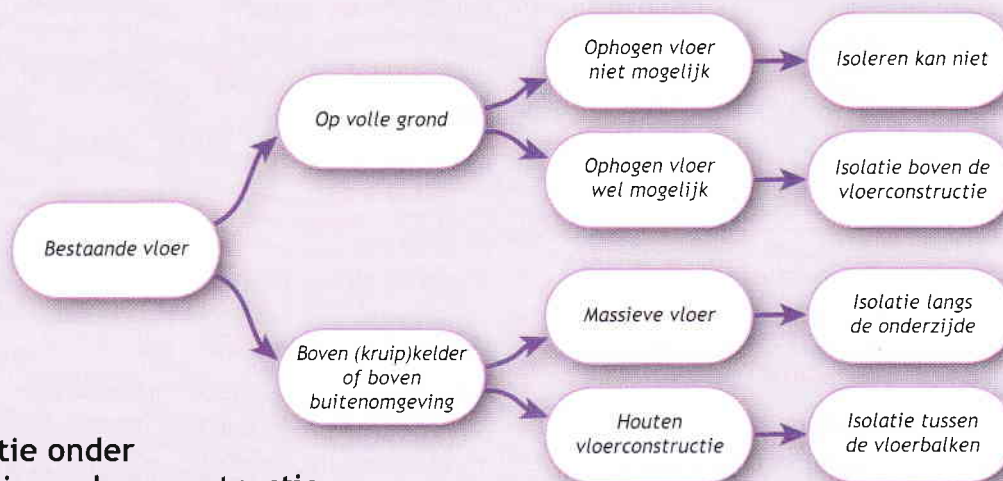 Bestaande vloer
Op volle grond
Boven (kruip)kelder
of boven
buitenomgeving
Ophogen vloer
niet mogelijk
Ophogen vloer
wel mogelijk
Massieve vloer
Houten
vloerconstructie
Isoleren kan niet
Isolatie boven de
vloerconstructie
Isolatie langs
de onderzijde
Isolatie tussen
de vloerbalken
tie onder